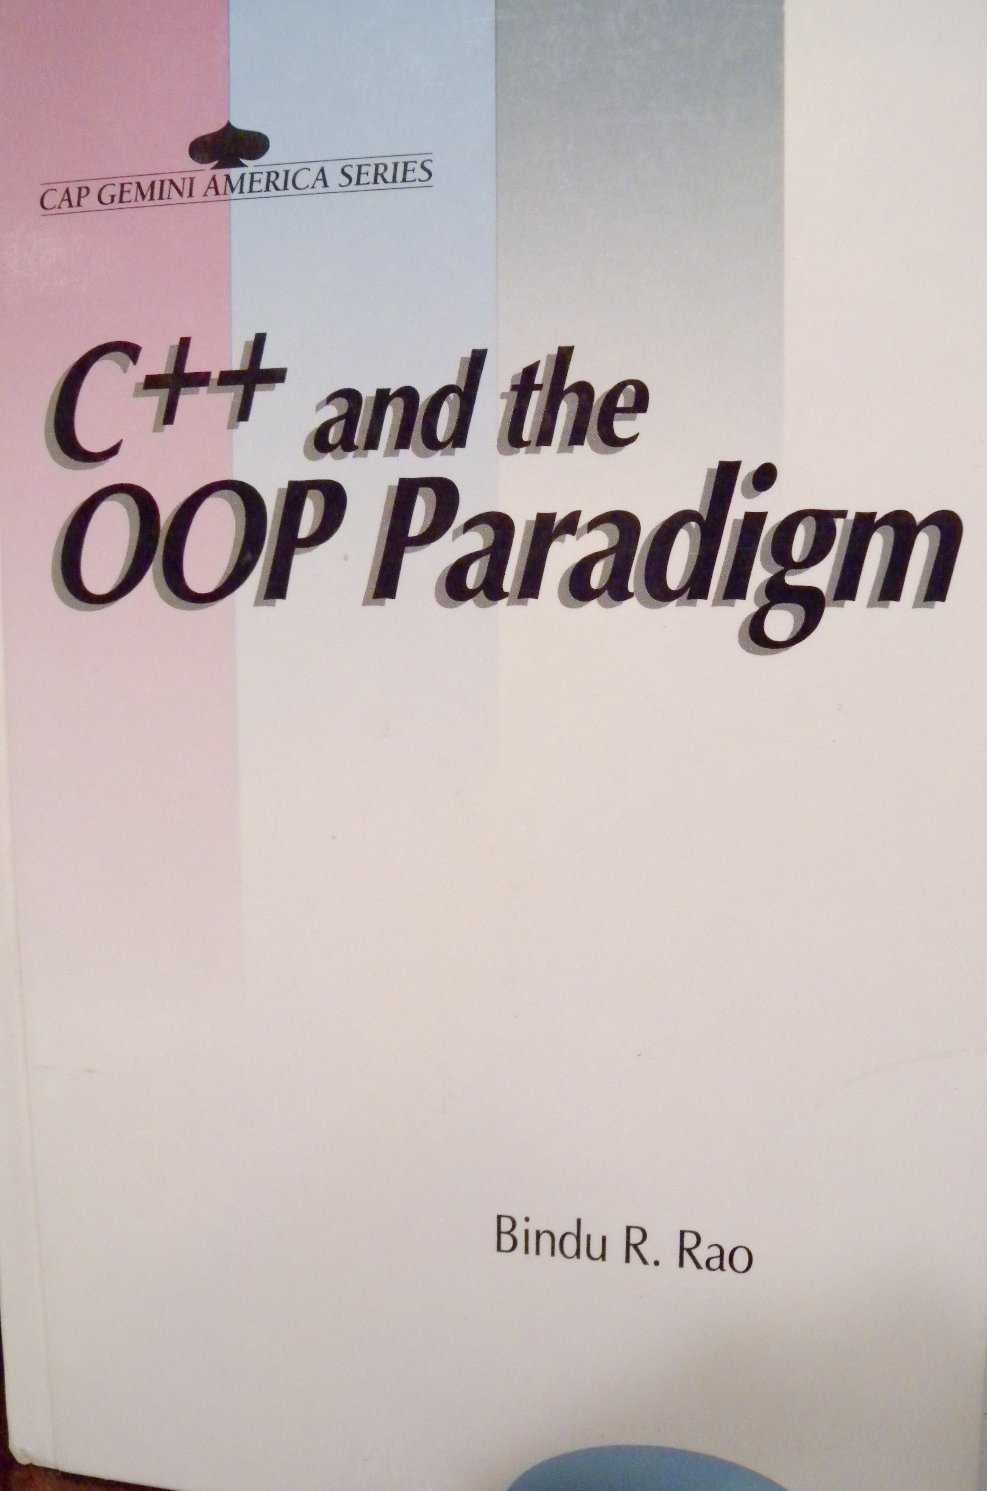 CAP GEMINI AMERICA SERIES
C++ and the
OOP Paradigm
Bindu R. Rao